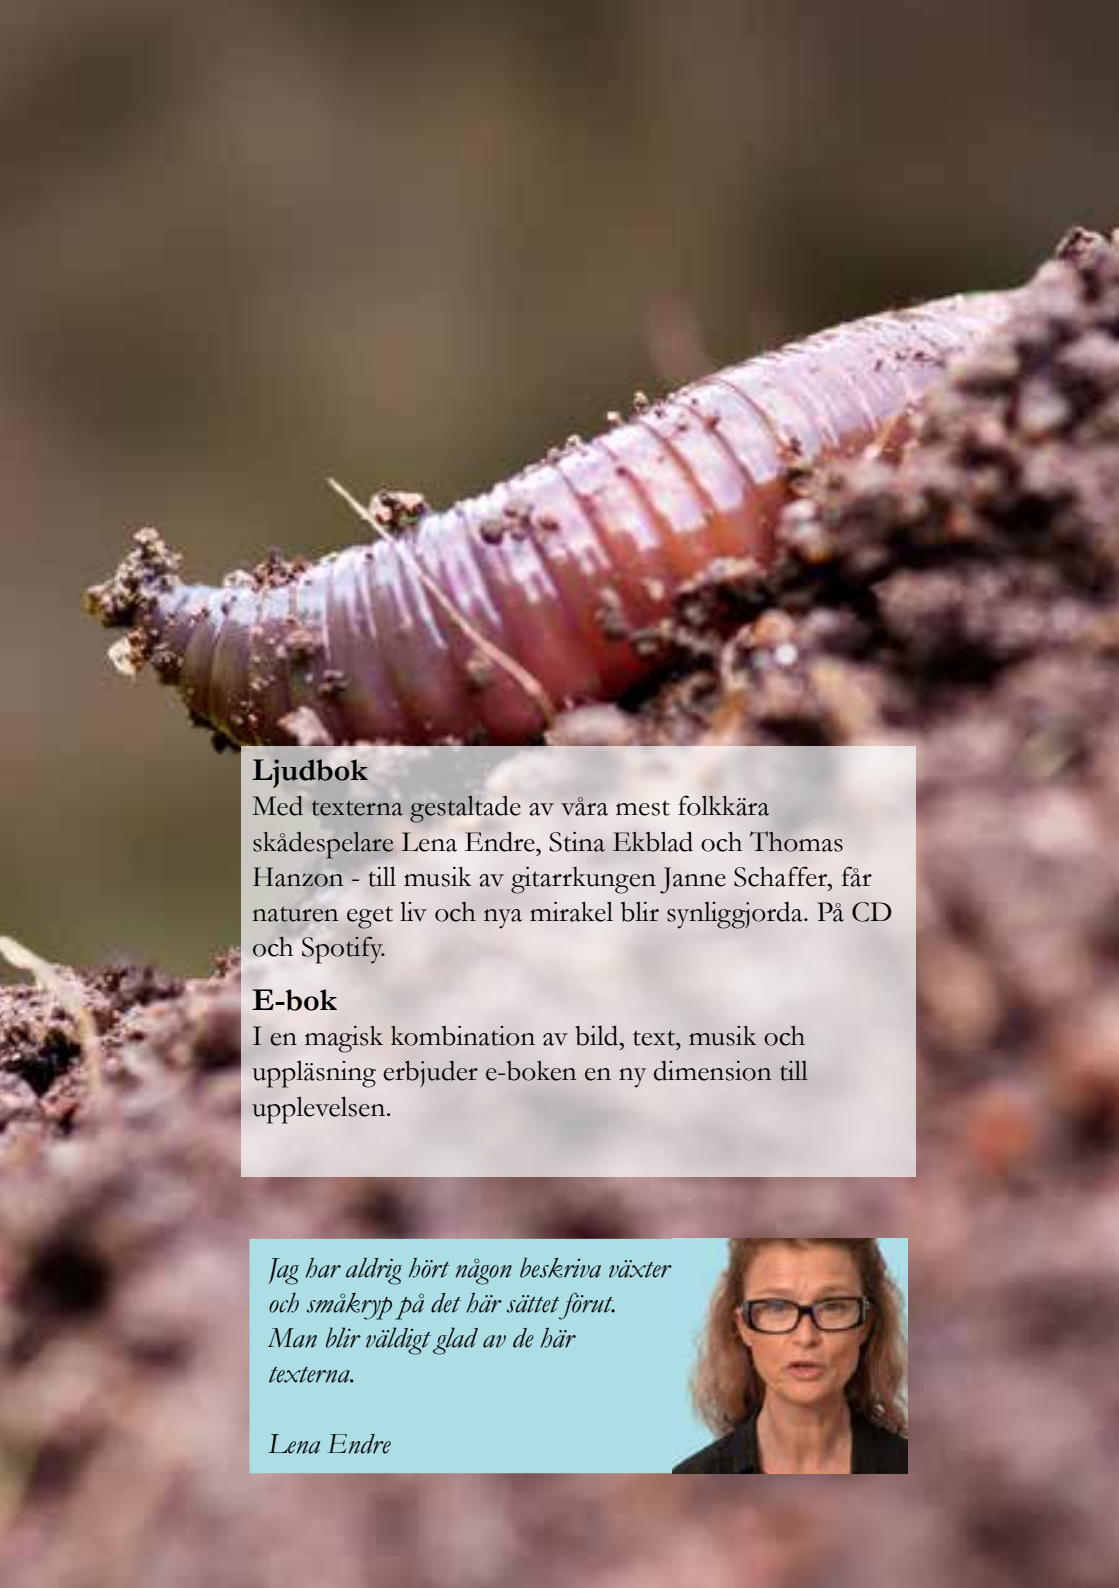 Ljudbok
Med texterna gestaltade av våra mest folkkära
skådespelare Lena Endre, Stina Ekblad och Thomas
Hanzon - till musik av gitarrkungen Janne Schaffer, får
naturen eget liv och nya mirakel blir synliggjorda. På CD
och Spotify.
E-bok
I en magisk kombination av bild, text, musik och
uppläsning erbjuder e-boken en ny dimension till
upplevelsen.
Jag har aldrig hört någon beskriva växter
och småkryp på det här sättet förut.
Man blir väldigt glad av de här
texterna.
Lena Endre